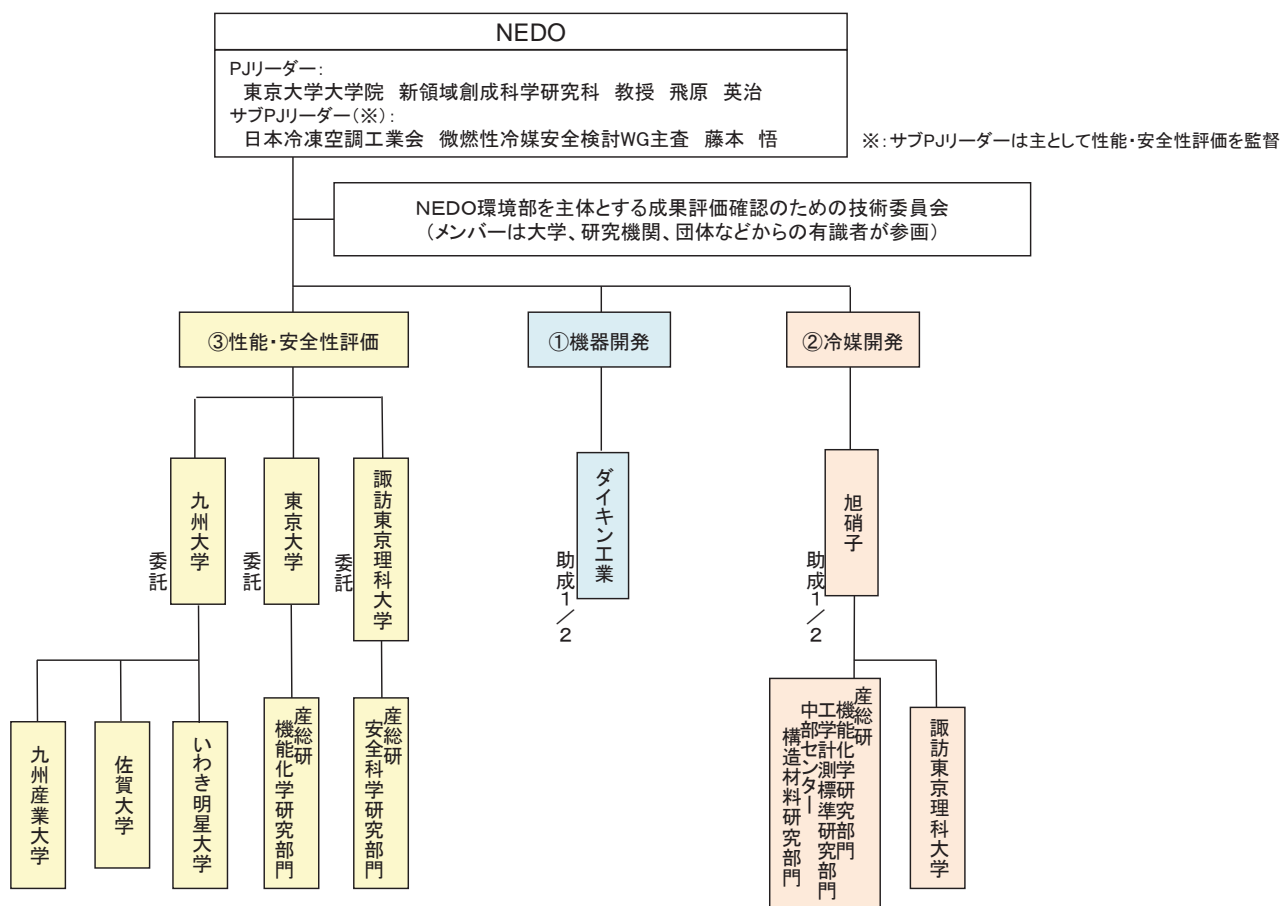 NEDO
PJリーダー:
東京大学大学院 新領域創成科学研究科 教授 飛原 英治
サブPJリーダー(※):
日本冷凍空調工業会 微燃性冷媒安全検討WG主査 藤本 悟
※:サブPJリーダーは主として性能・安全性評価を監督
NEDO環境部を主体とする成果評価確認のための技術委員会
(メンバーは大学、研究機関、団体などからの有識者が参画)
③性能・安全性評価
①機器開発
②冷媒開発
九州大学
委託
東京大学
委託
諏訪東京理科大学
委託
ダイキン工業
助成1/2
旭硝子
助成1/2
九州産業大学
佐賀大学
いわき明星大学
産総研
機能化学研究部門
産総研
安全科学研究部門
産総研
機能化学研究部門
工学計測標準研究部門
中部センター
構造材料研究部門
諏訪東京理科大学